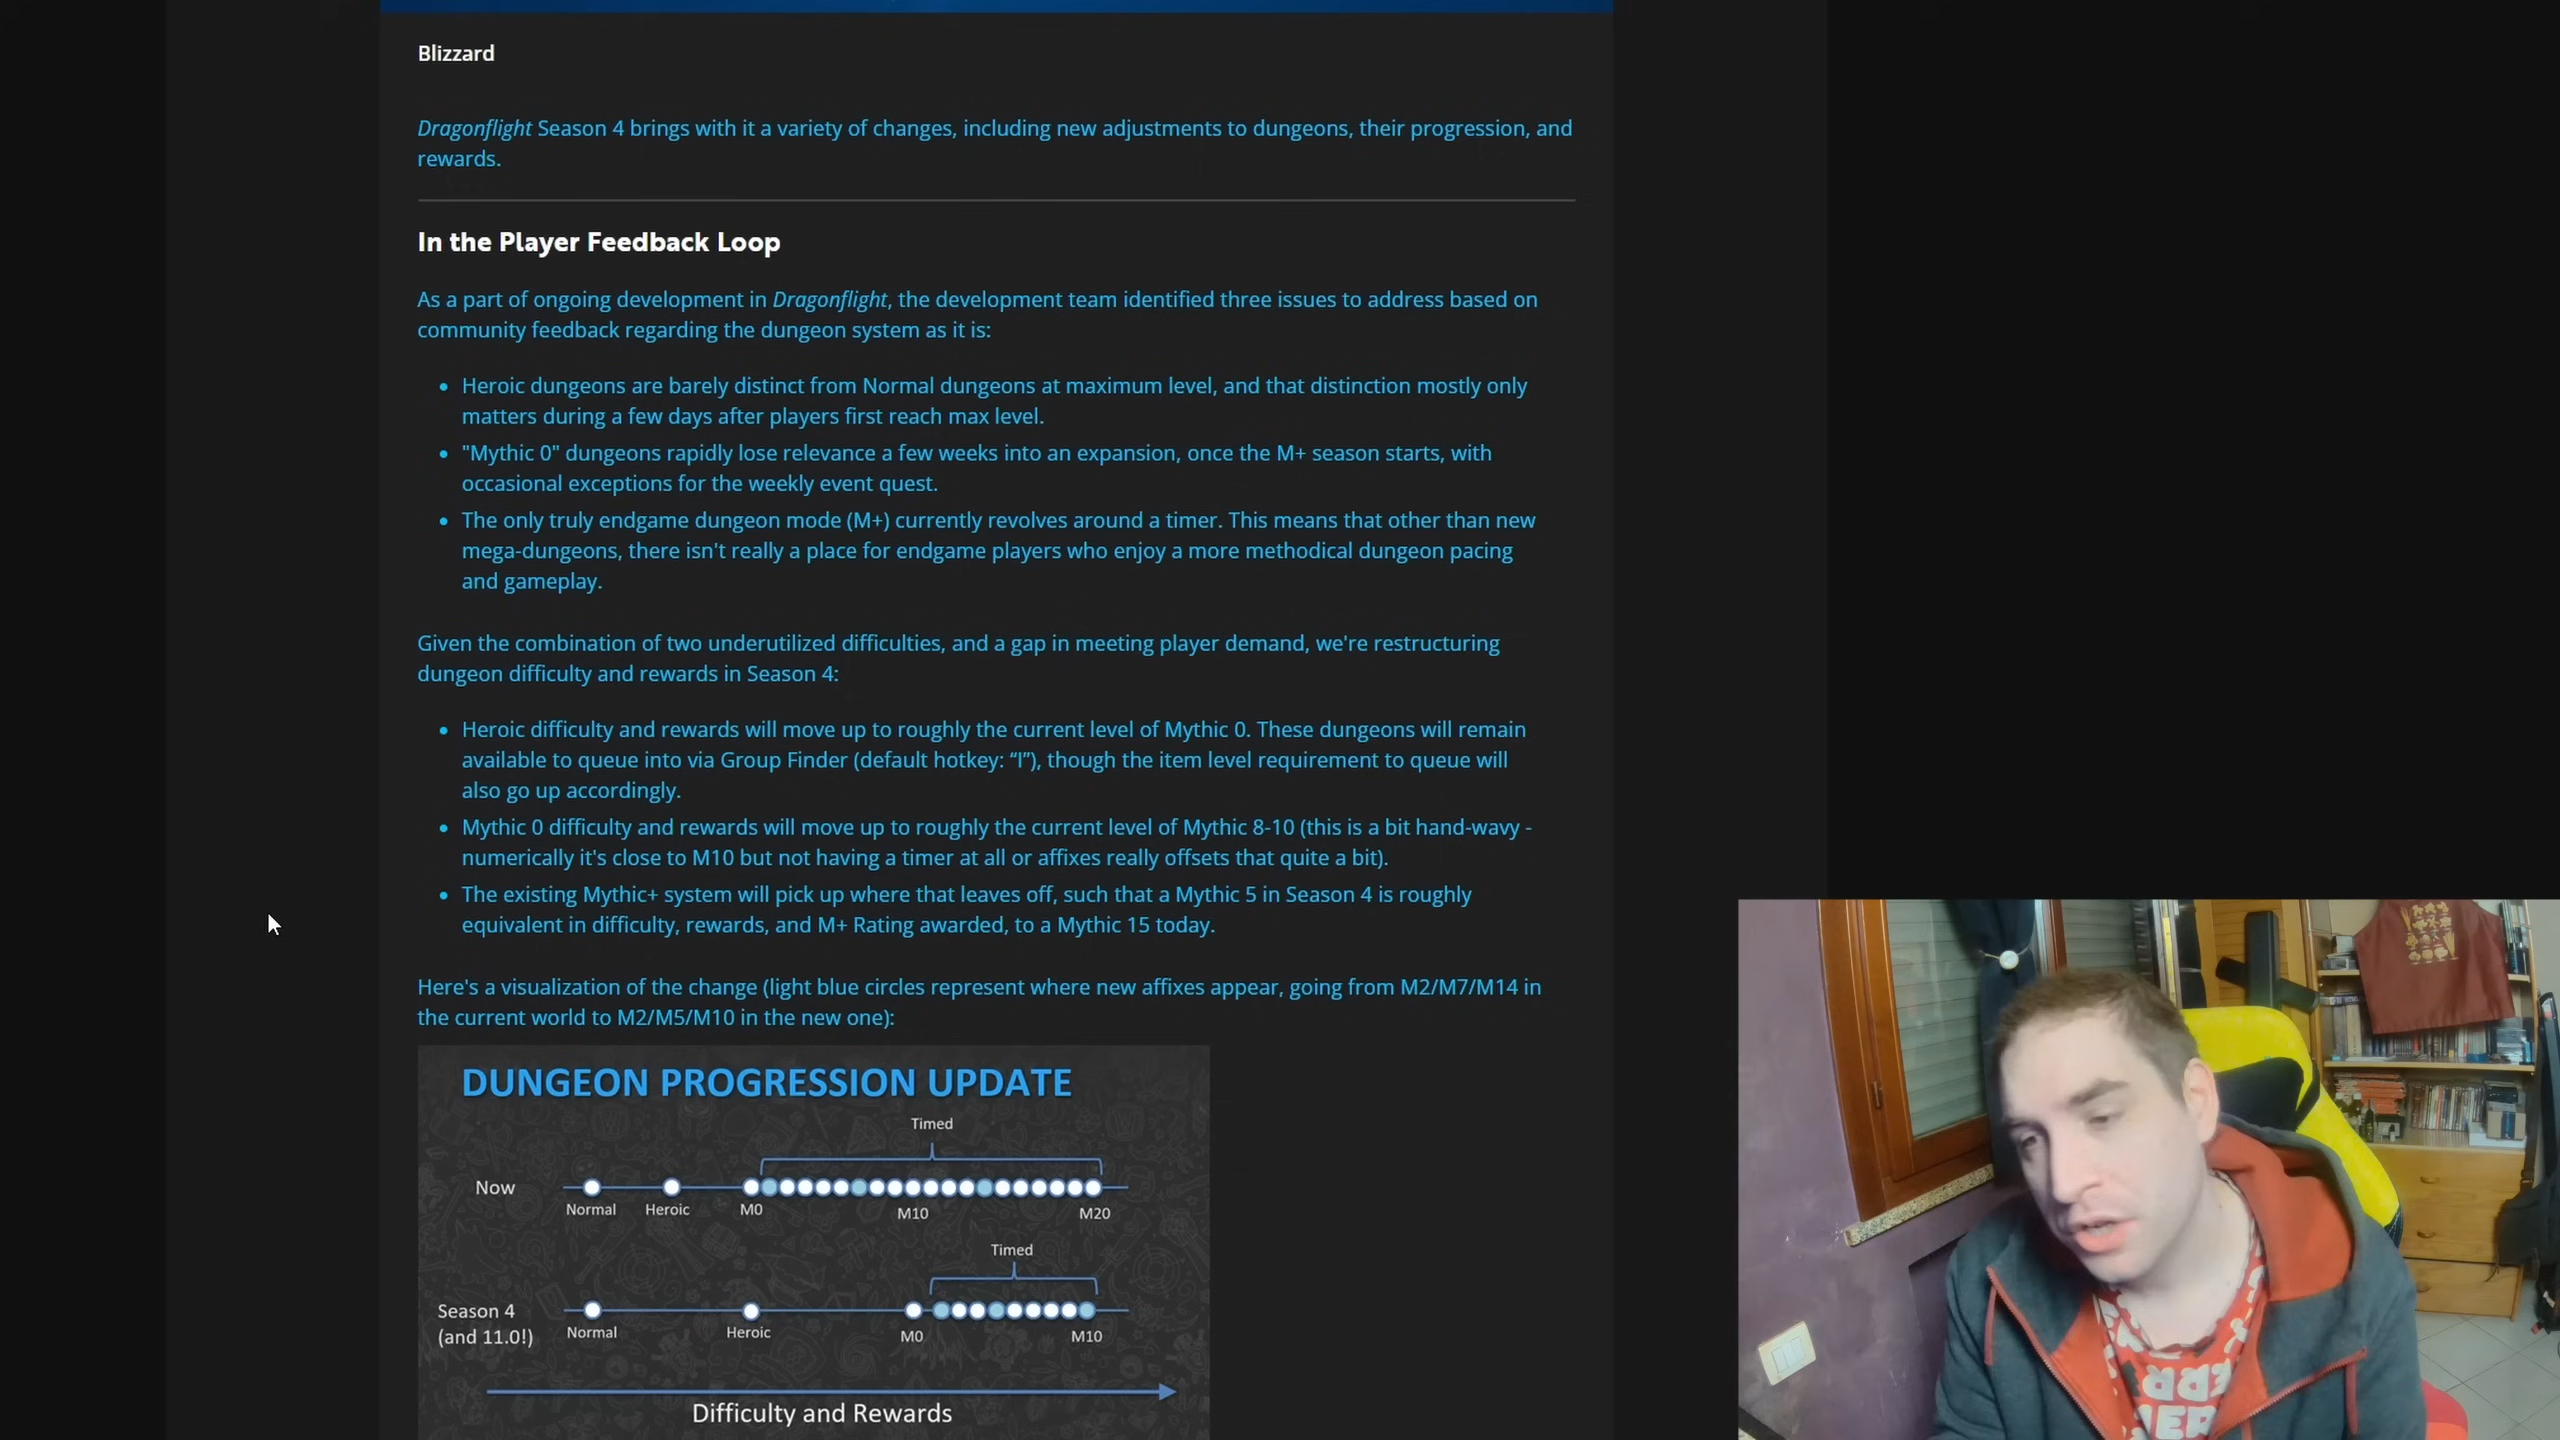 Blizzard
Dragonflight Season 4 brings with it a variety of changes, including new adjustments to dungeons, their progression, and
rewards.
In the Player Feedback Loop
As a part of ongoing development in Dragonflight, the development team identified three issues to address based on
community feedback regarding the dungeon system as it is:
• Heroic dungeons are barely distinct from Normal dungeons at maximum level, and that distinction mostly only
matters during a few days after players first reach max level.
• "Mythic 0" dungeons rapidly lose relevance a few weeks into an expansion, once the M+ season starts, with
occasional exceptions for the weekly event quest.
• The only truly endgame dungeon mode (M+) currently revolves around a timer. This means that other than new
mega-dungeons, there isn't really a place for endgame players who enjoy a more methodical dungeon pacing
and gameplay.
Given the combination of two underutilized difficulties, and a gap in meeting player demand, we're restructuring
dungeon difficulty and rewards in Season 4:
• Heroic difficulty and rewards will move up to roughly the current level of Mythic 0. These dungeons will remain
available to queue into via Group Finder (default hotkey: “I”), though the item level requirement to queue will
also go up accordingly.
• Mythic 0 difficulty and rewards will move up to roughly the current level of Mythic 8-10 (this is a bit hand-wavy -
numerically it's close to M10 but not having a timer at all or affixes really offsets that quite a bit).
• The existing Mythic+ system will pick up where that leaves off, such that a Mythic 5 in Season 4 is roughly
equivalent in difficulty, rewards, and M+ Rating awarded, to a Mythic 15 today.
Here's a visualization of the change (light blue circles represent where new affixes appear, going from M2/M7/M14 in
the current world to M2/M5/M10 in the new one):
DUNGEON PROGRESSION UPDATE
Timed
Now
Normal Heroic M0 M10 M20
Timed
Season 4
(and 11.0!)
Normal Heroic M0 M10
Difficulty and Rewards